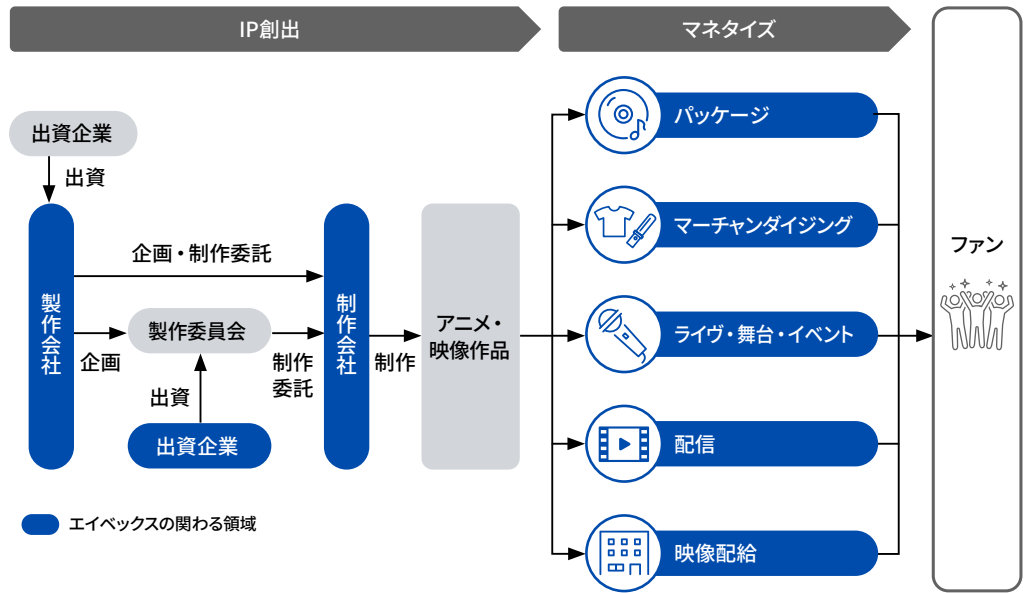 IP創出
マネタイズ
出資企業
出資
製作会社
企画・制作委託
企画
製作委員会
出資
出資企業
制作
委託
制作会社
制作
アニメ・
映像作品
パッケージ
マーチャンダイジング
ライヴ・舞台・イベント
配信
映像配給
ファン
エイベックスの関わる領域